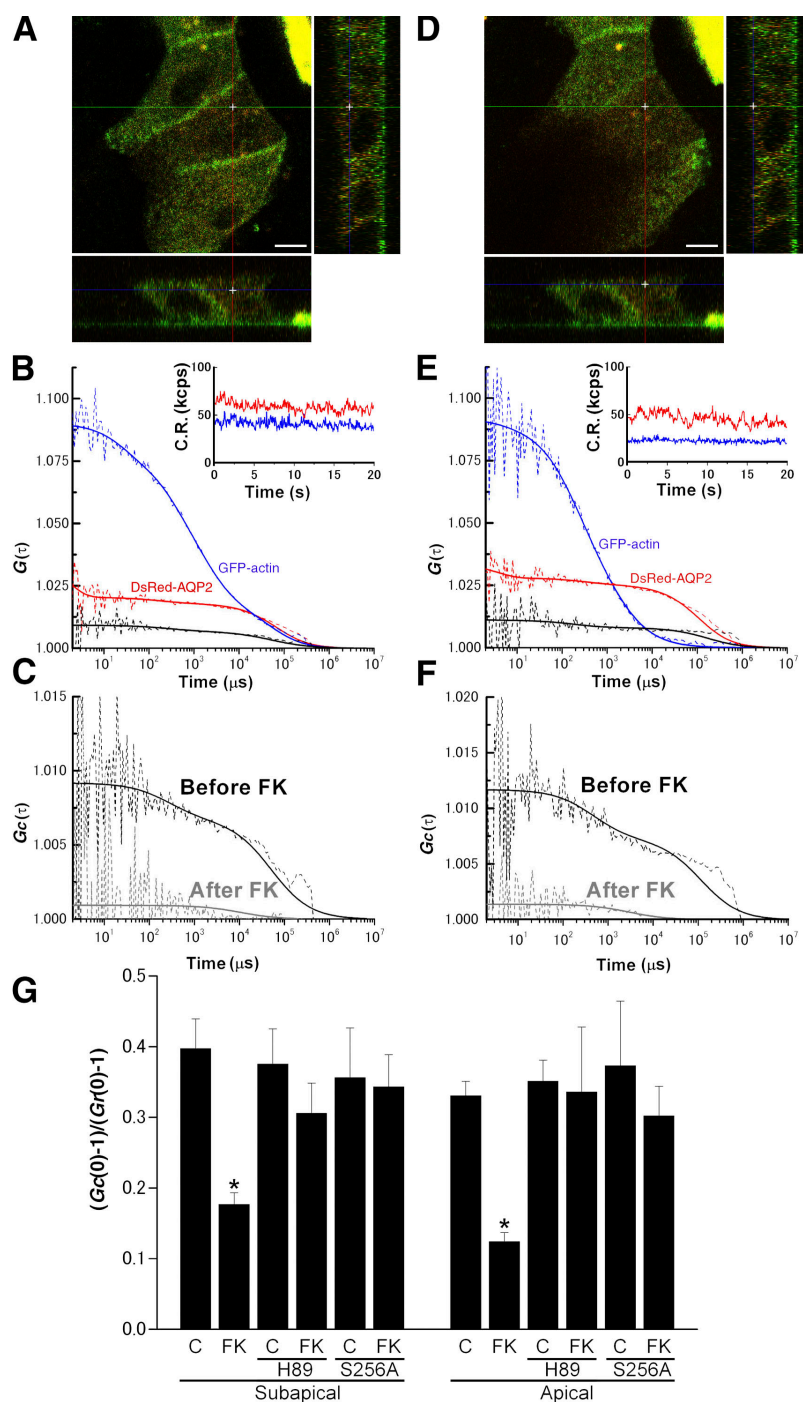 A
D
B
G(τ)
1.100
1.075
1.050
1.025
1.000
C.R. (kcps)
100
50
0
0 5 10 15 20
Time (s)
GFP-actin
DsRed-AQP2
10¹ 10² 10³ 10⁴ 10⁵ 10⁶ 10⁷
Time (μs)
E
G(τ)
1.100
1.075
1.050
1.025
1.000
C.R. (kcps)
100
50
0
0 5 10 15 20
Time (s)
GFP-actin
DsRed-AQP2
10¹ 10² 10³ 10⁴ 10⁵ 10⁶ 10⁷
Time (μs)
C
Gc(τ)
1.015
1.010
1.005
1.000
Before FK
After FK
10¹ 10² 10³ 10⁴ 10⁵ 10⁶ 10⁷
Time (μs)
F
Gc(τ)
1.020
1.015
1.010
1.005
1.000
Before FK
After FK
10¹ 10² 10³ 10⁴ 10⁵ 10⁶ 10⁷
Time (μs)
G
(Gc(0)-1)/(Gr(0)-1)
0.5
0.4
0.3
0.2
0.1
0.0
*
*
C FK C FK C FK C FK C FK C FK
H89 S256A H89 S256A
Subapical Apical